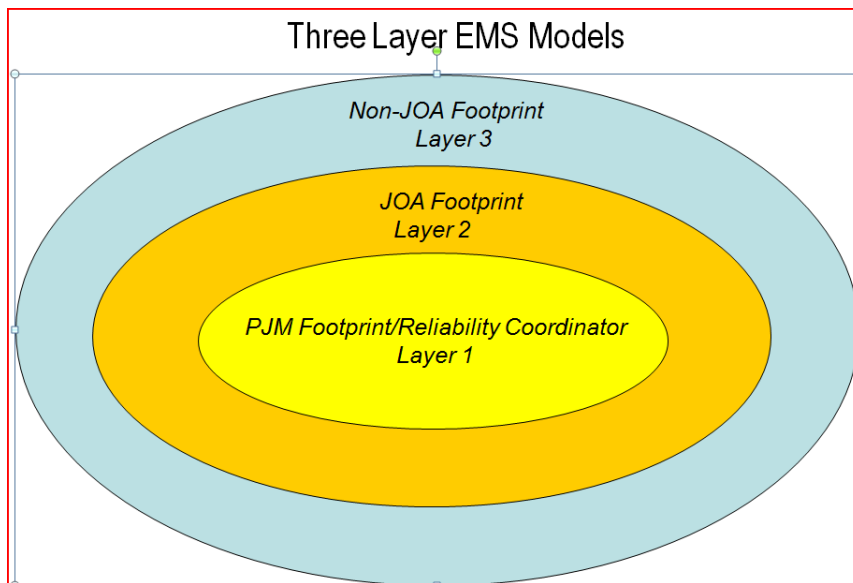 Three Layer EMS Models
Non-JOA Footprint
Layer 3
JOA Footprint
Layer 2
PJM Footprint/Reliability Coordinator
Layer 1